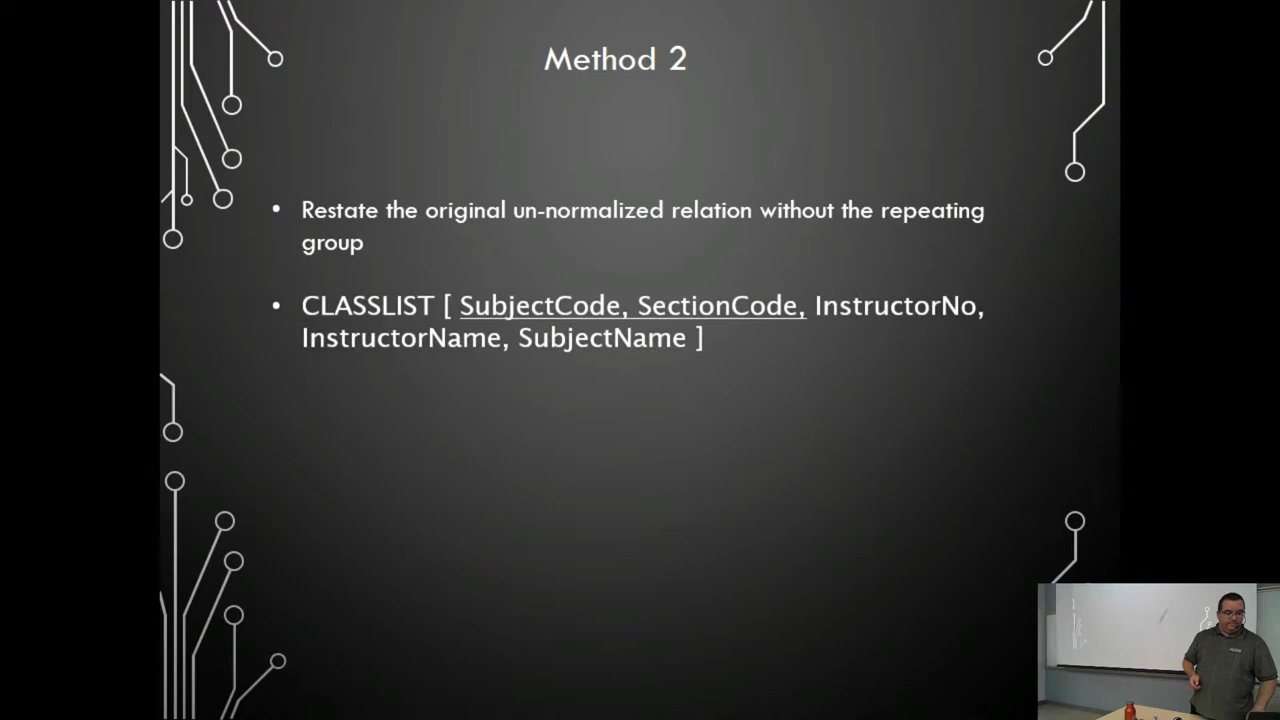 Method 2
• Restate the original un-normalized relation without the repeating
group
• CLASSLIST [ SubjectCode, SectionCode, InstructorNo,
InstructorName, SubjectName ]